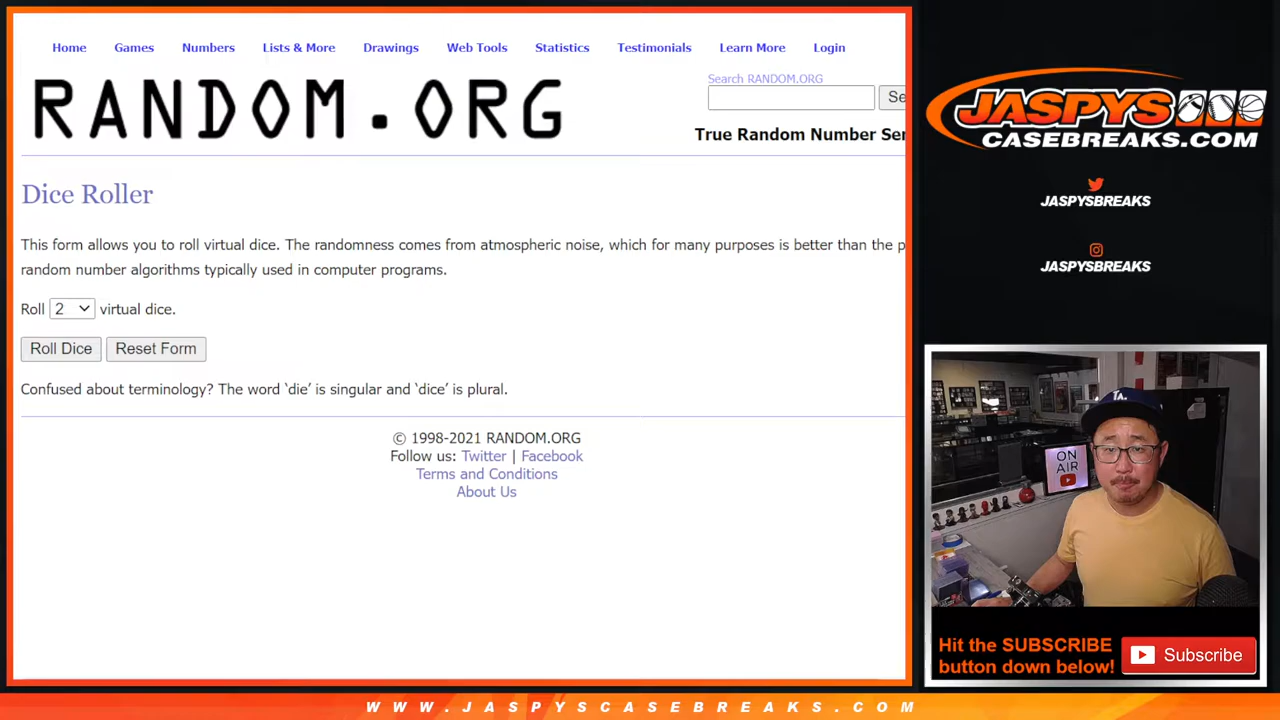 Home Games Numbers Lists & More Drawings Web Tools Statistics Testimonials Learn More Login
RANDOM.ORG
Search RANDOM.ORG
Se
True Random Number Ser
Dice Roller
This form allows you to roll virtual dice. The randomness comes from atmospheric noise, which for many purposes is better than the p
random number algorithms typically used in computer programs.
Roll 2 virtual dice.
Roll Dice Reset Form
Confused about terminology? The word ‘die’ is singular and ‘dice’ is plural.
© 1998-2021 RANDOM.ORG
Follow us: Twitter | Facebook
Terms and Conditions
About Us
JASPYS
CASEBREAKS.COM
JASPYSBREAKS
JASPYSBREAKS
LA
ON
AIR
Hit the SUBSCRIBE
button down below!
Subscribe
WWW.JASPYSCASEBREAKS.COM